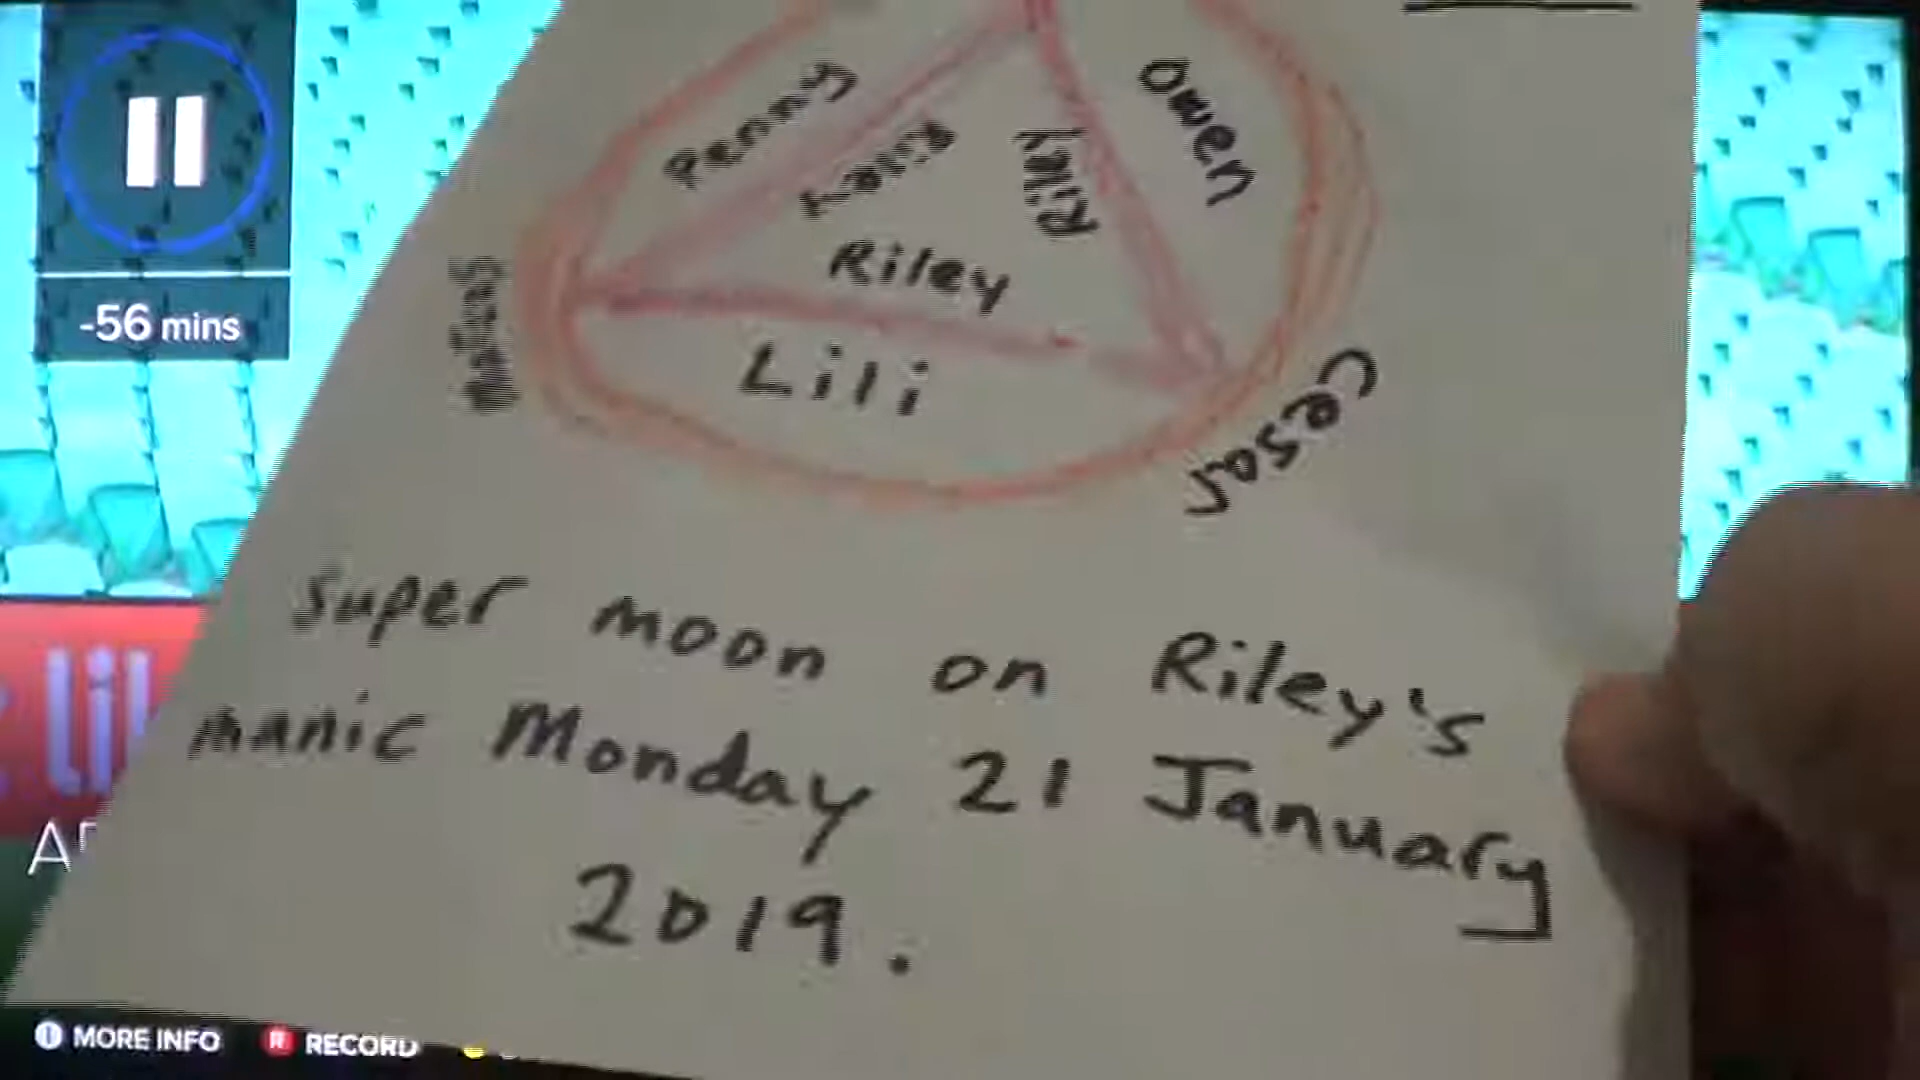 -56 mins
Penny
Owen
Riley
Riley
Riley
Lili
Cesar
super moon on Riley's
manic Monday 21 January
2019.
MORE INFO
R RECORD